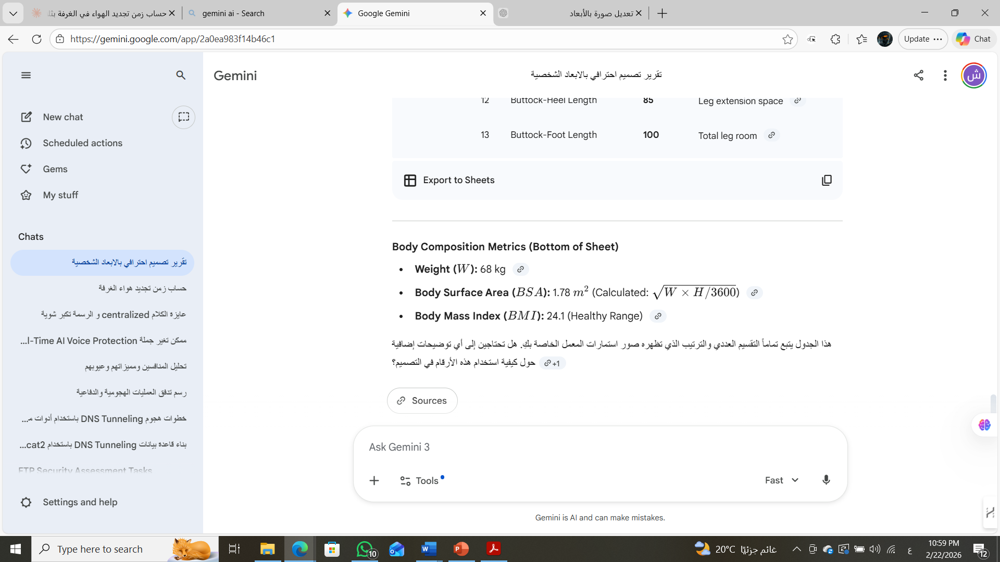 حساب زمن تجديد الهواء في الغرفة بثلا
gemini ai - Search
Google Gemini
تعديل صورة بالأبعاد
https://gemini.google.com/app/2a0ea983f14b46c1
Update
Chat
Gemini
تقرير تصميم احترافي بالابعاد الشخصية
ش
New chat
Scheduled actions
Gems
My stuff
Chats
تقرير تصميم احترافي بالابعاد الشخصية
حساب زمن تجديد هواء الغرفة
عايزة الكلام centralized و الرسمة تكبر شوية
ممكن تغير جملة l-Time AI Voice Protection...
تحليل المنافسين ومميزاتهم وعيوبهم
رسم تدفق العمليات الهجومية والدفاعية
خطوات هجوم DNS Tunneling باستخدام أدوات مـ...
بناء قاعدة بيانات DNS Tunneling باستخدام cat2...
FTP Security Assessment Tasks
Settings and help
12 Buttock-Heel Length 85 Leg extension space
13 Buttock-Foot Length 100 Total leg room
Export to Sheets
Body Composition Metrics (Bottom of Sheet)
• Weight (W): 68 kg
• Body Surface Area (BSA): 1.78 m² (Calculated: √W × H/3600)
• Body Mass Index (BMI): 24.1 (Healthy Range)
هذا الجدول يتبع تماماً التقسيم العددي والترتيب الذي تظهره صور استمارات المعمل الخاصة بكِ. هل تحتاجين إلى أي توضيحات إضافية
حول كيفية استخدام هذه الأرقام في التصميم؟ +1
Sources
Ask Gemini 3
Tools
Fast
Gemini is AI and can make mistakes.
Type here to search
10
20°C غائم جزئيًا
ع
10:59 PM
2/22/2026
12